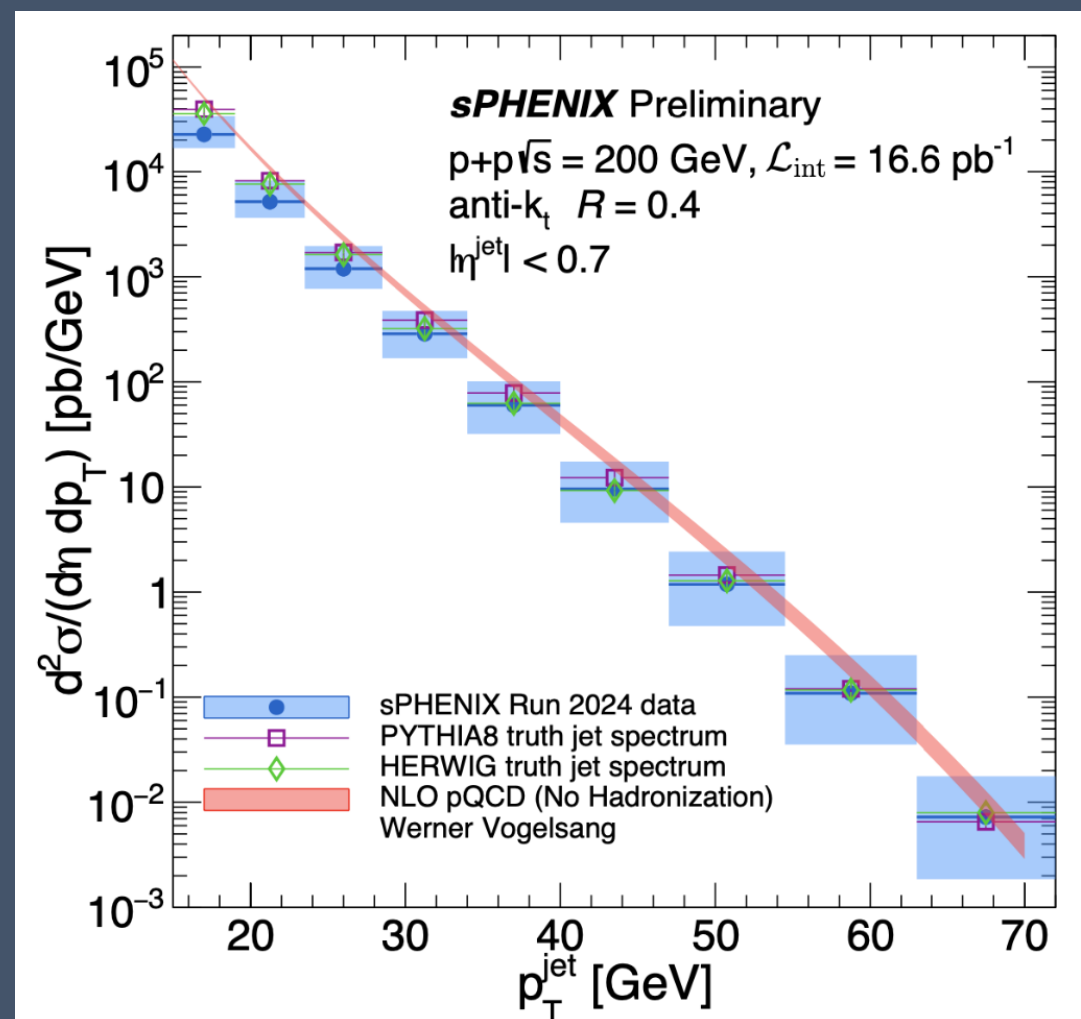 sPHENIX Preliminary
p+p √s = 200 GeV, ℒint = 16.6 pb⁻¹
anti-kt R = 0.4
|ηjet| < 0.7
d²σ/(dη dpT) [pb/GeV]
10⁵
10⁴
10³
10²
10
1
10⁻¹
10⁻²
10⁻³
sPHENIX Run 2024 data
PYTHIA8 truth jet spectrum
HERWIG truth jet spectrum
NLO pQCD (No Hadronization)
Werner Vogelsang
20 30 40 50 60 70
pTjet [GeV]